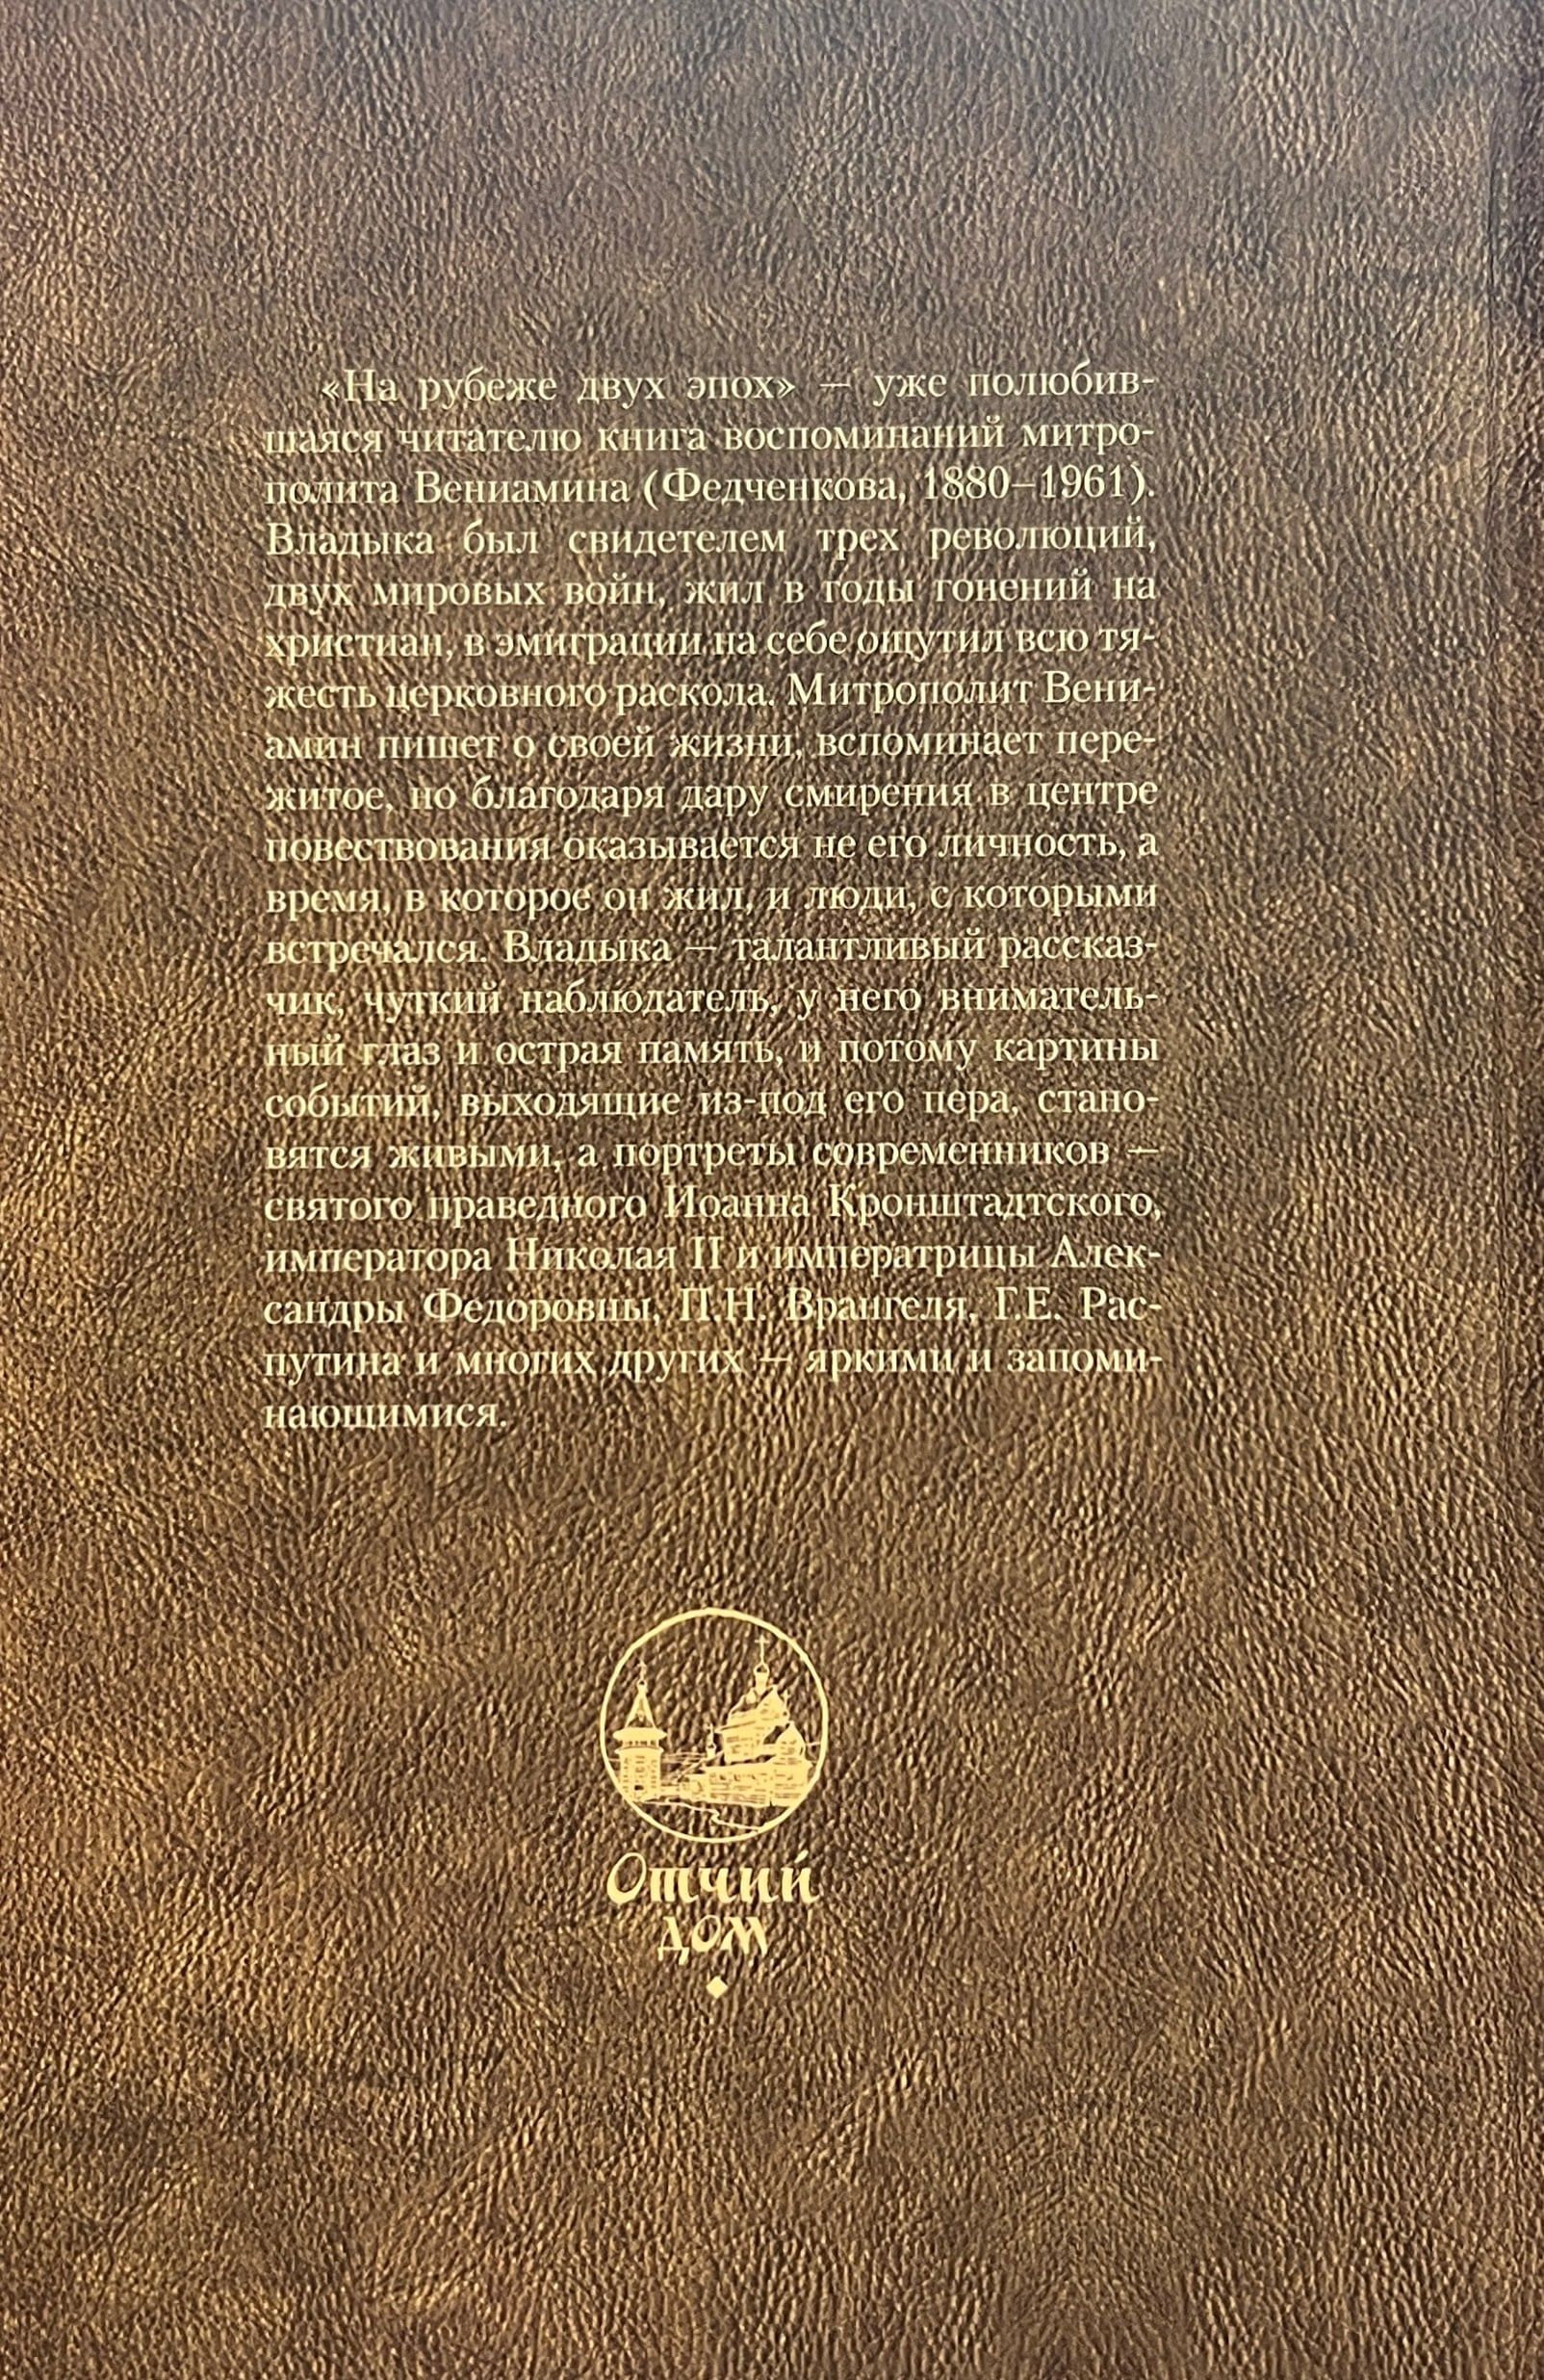 «На рубеже двух эпох» — уже полюбив-
шаяся читателю книга воспоминаний митро-
полита Вениамина (Федченкова, 1880–1961).
Владыка был свидетелем трех революций,
двух мировых войн, жил в годы гонений на
христиан, в эмиграции на себе ощутил всю тя-
жесть церковного раскола. Митрополит Вени-
амин пишет о своей жизни, вспоминает пере-
житое, но благодаря дару смирения в центре
повествования оказывается не его личность, а
время, в которое он жил, и люди, с которыми
встречался. Владыка — талантливый рассказ-
чик, чуткий наблюдатель, у него вниматель-
ный глаз и острая память, и потому картины
событий, выходящие из-под его пера, стано-
вятся живыми, а портреты современников —
святого праведного Иоанна Кронштадтского,
императора Николая II и императрицы Алек-
сандры Федоровны, П.Н. Врангеля, Г.Е. Рас-
путина и многих других — яркими и запоми-
нающимися.
Отчий
дом